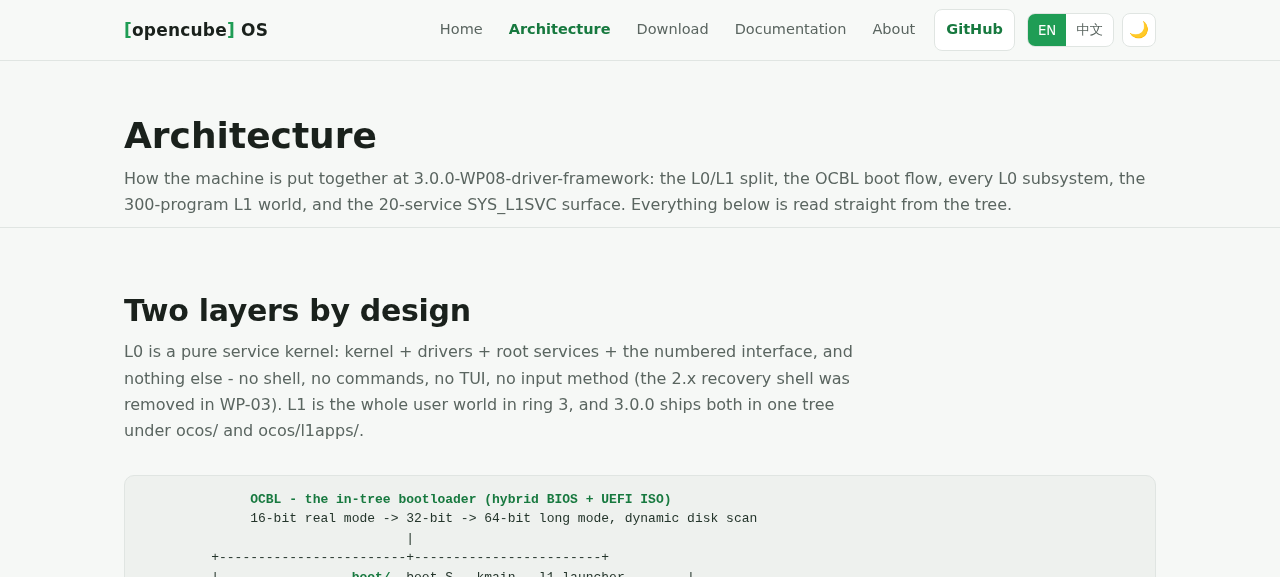 [opencube] OS
Home Architecture Download Documentation About GitHub EN 中文
Architecture
How the machine is put together at 3.0.0-WP08-driver-framework: the L0/L1 split, the OCBL boot flow, every L0 subsystem, the
300-program L1 world, and the 20-service SYS_L1SVC surface. Everything below is read straight from the tree.
Two layers by design
L0 is a pure service kernel: kernel + drivers + root services + the numbered interface, and
nothing else - no shell, no commands, no TUI, no input method (the 2.x recovery shell was
removed in WP-03). L1 is the whole user world in ring 3, and 3.0.0 ships both in one tree
under ocos/ and ocos/l1apps/.
OCBL - the in-tree bootloader (hybrid BIOS + UEFI ISO)
16-bit real mode -> 32-bit -> 64-bit long mode, dynamic disk scan
|
+------------------------+------------------------+
| boot/ boot.S kmain l1_launcher |